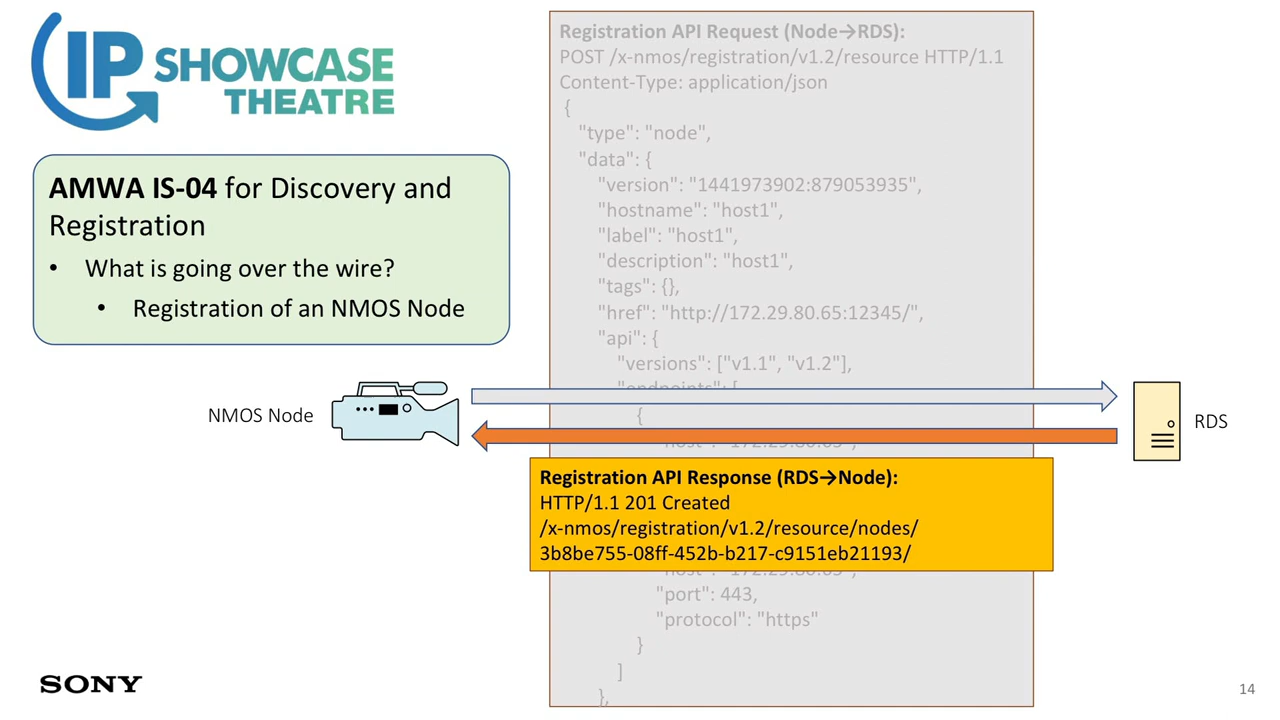 IP SHOWCASE
THEATRE
AMWA IS-04 for Discovery and
Registration
• What is going over the wire?
• Registration of an NMOS Node
Registration API Request (Node→RDS):
POST /x-nmos/registration/v1.2/resource HTTP/1.1
Content-Type: application/json
{
"type": "node",
"data": {
"version": "1441973902:879053935",
"hostname": "host1",
"label": "host1",
"description": "host1",
"tags": {},
"href": "http://172.29.80.65:12345/",
"api": {
"versions": ["v1.1", "v1.2"],
"endpoints": [
{
NMOS Node
RDS
Registration API Response (RDS→Node):
HTTP/1.1 201 Created
/x-nmos/registration/v1.2/resource/nodes/
3b8be755-08ff-452b-b217-c9151eb21193/
"port": 443,
"protocol": "https"
}
]
},
SONY
14